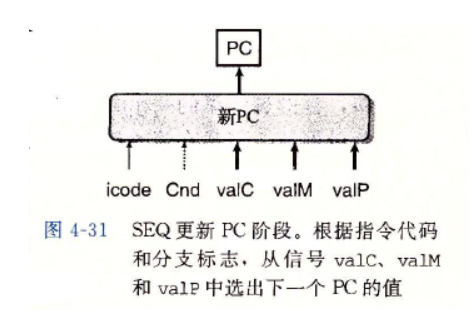 PC
新PC
icode Cnd valC valM valP
图 4-31 SEQ 更新 PC 阶段。根据指令代码
和分支标志，从信号 valC、valM
和 valP 中选出下一个 PC 的值